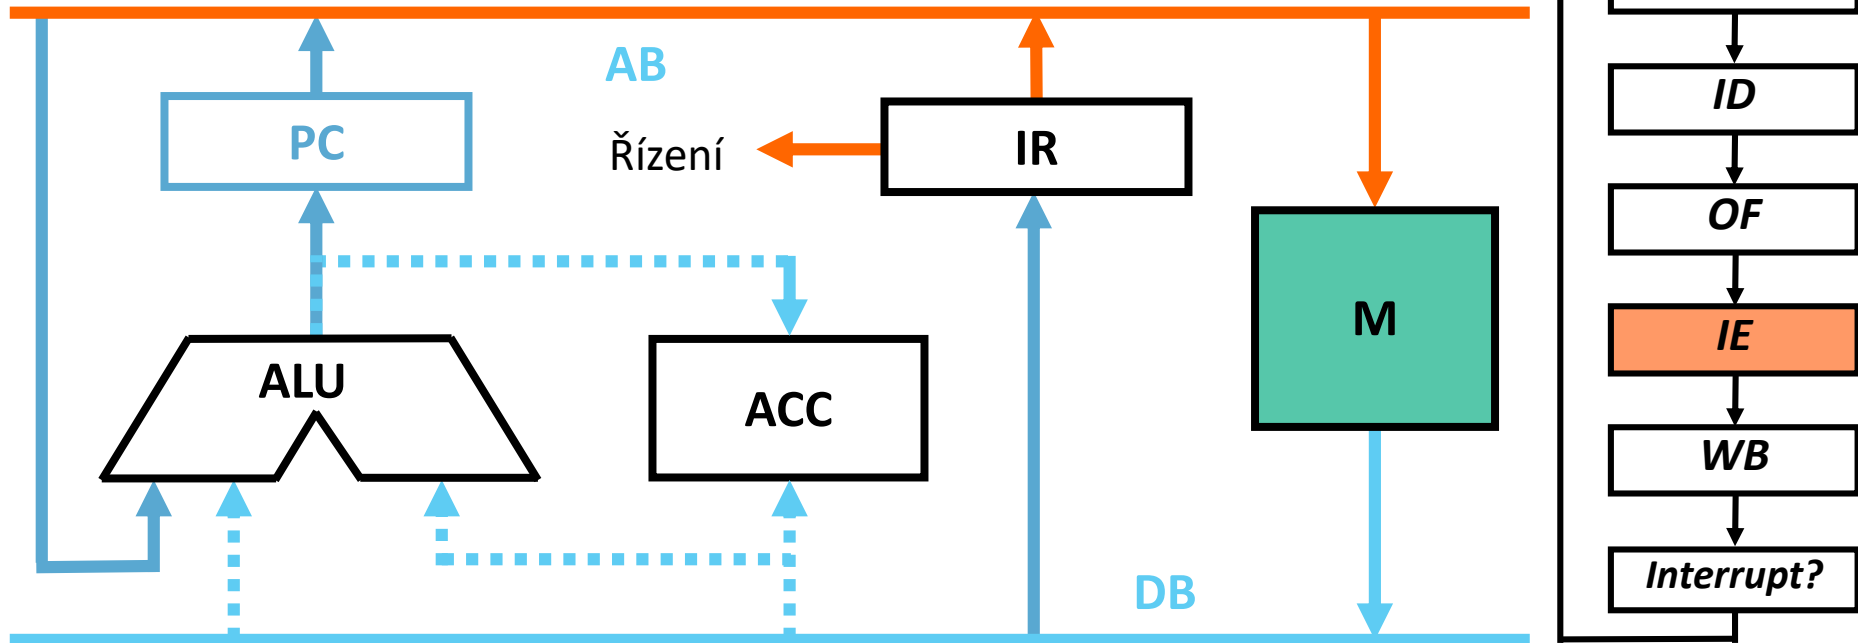 AB
PC
Řízení
IR
ALU
ACC
M
DB
ID
OF
IE
WB
Interrupt?